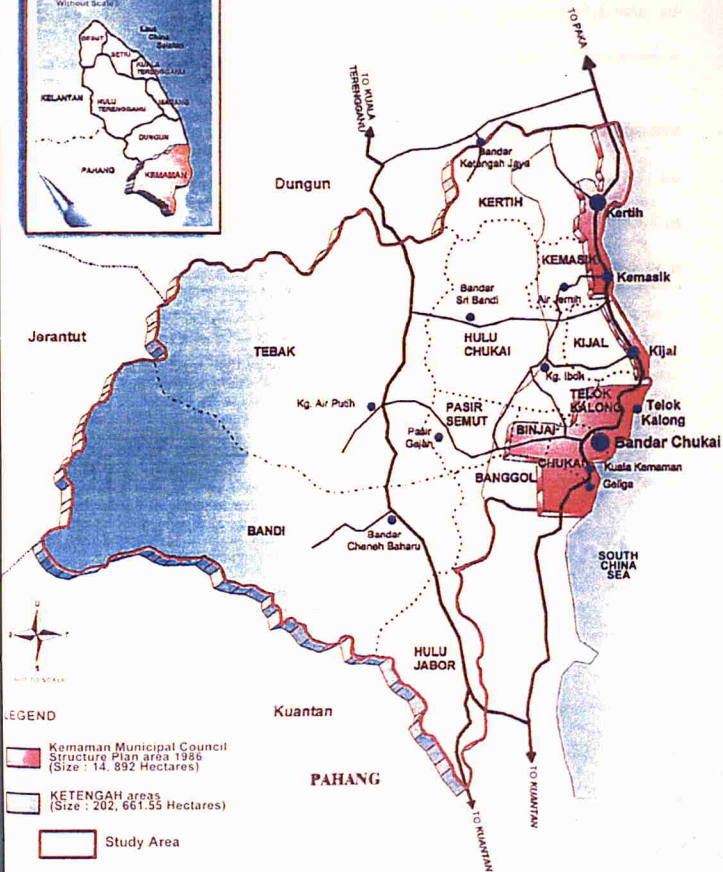 Without Scale
BESUT
SETIU
Laut
China
Selatan
KUALA
TERENGGANU
KELANTAN
HULU
TERENGGANU
MARANG
DUNGUN
PAHANG
KEMAMAN
TO PAKA
TO KUALA
TERENGGANU
Bandar
Ketengah Jaya
Dungun
KERTIH
Kertih
KEMASIK
Kemasik
Bandar
Sri Bandi
Air Jernih
Jerantut
TEBAK
HULU
CHUKAI
KIJAL
Kijal
Kg. Ibok
TELOK
KALONG
Kg. Air Putih
PASIR
SEMUT
Telok
Kalong
Pasir
Gajah
BINJAI
Bandar Chukai
CHUKAI
Kuala Kemaman
BANGGOL
Geliga
BANDI
Bandar
Cheneh Baharu
SOUTH
CHINA
SEA
U
T
S
NOT TO SCALE
HULU
JABOR
LEGEND
Kuantan
Kemaman Municipal Council
Structure Plan area 1986
(Size : 14, 892 Hectares)
PAHANG
KETENGAH areas
(Size : 202, 661.55 Hectares)
TO KUANTAN
TO KUANTAN
Study Area